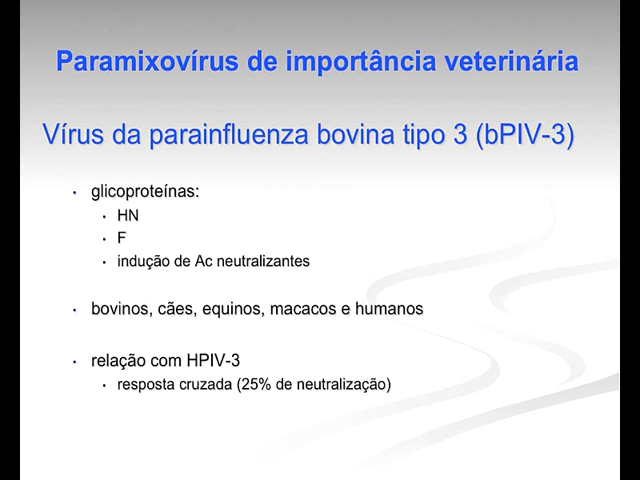 Paramixovírus de importância veterinária
Vírus da parainfluenza bovina tipo 3 (bPIV-3)
• glicoproteínas:
• HN
• F
• indução de Ac neutralizantes
• bovinos, cães, equinos, macacos e humanos
• relação com HPIV-3
• resposta cruzada (25% de neutralização)